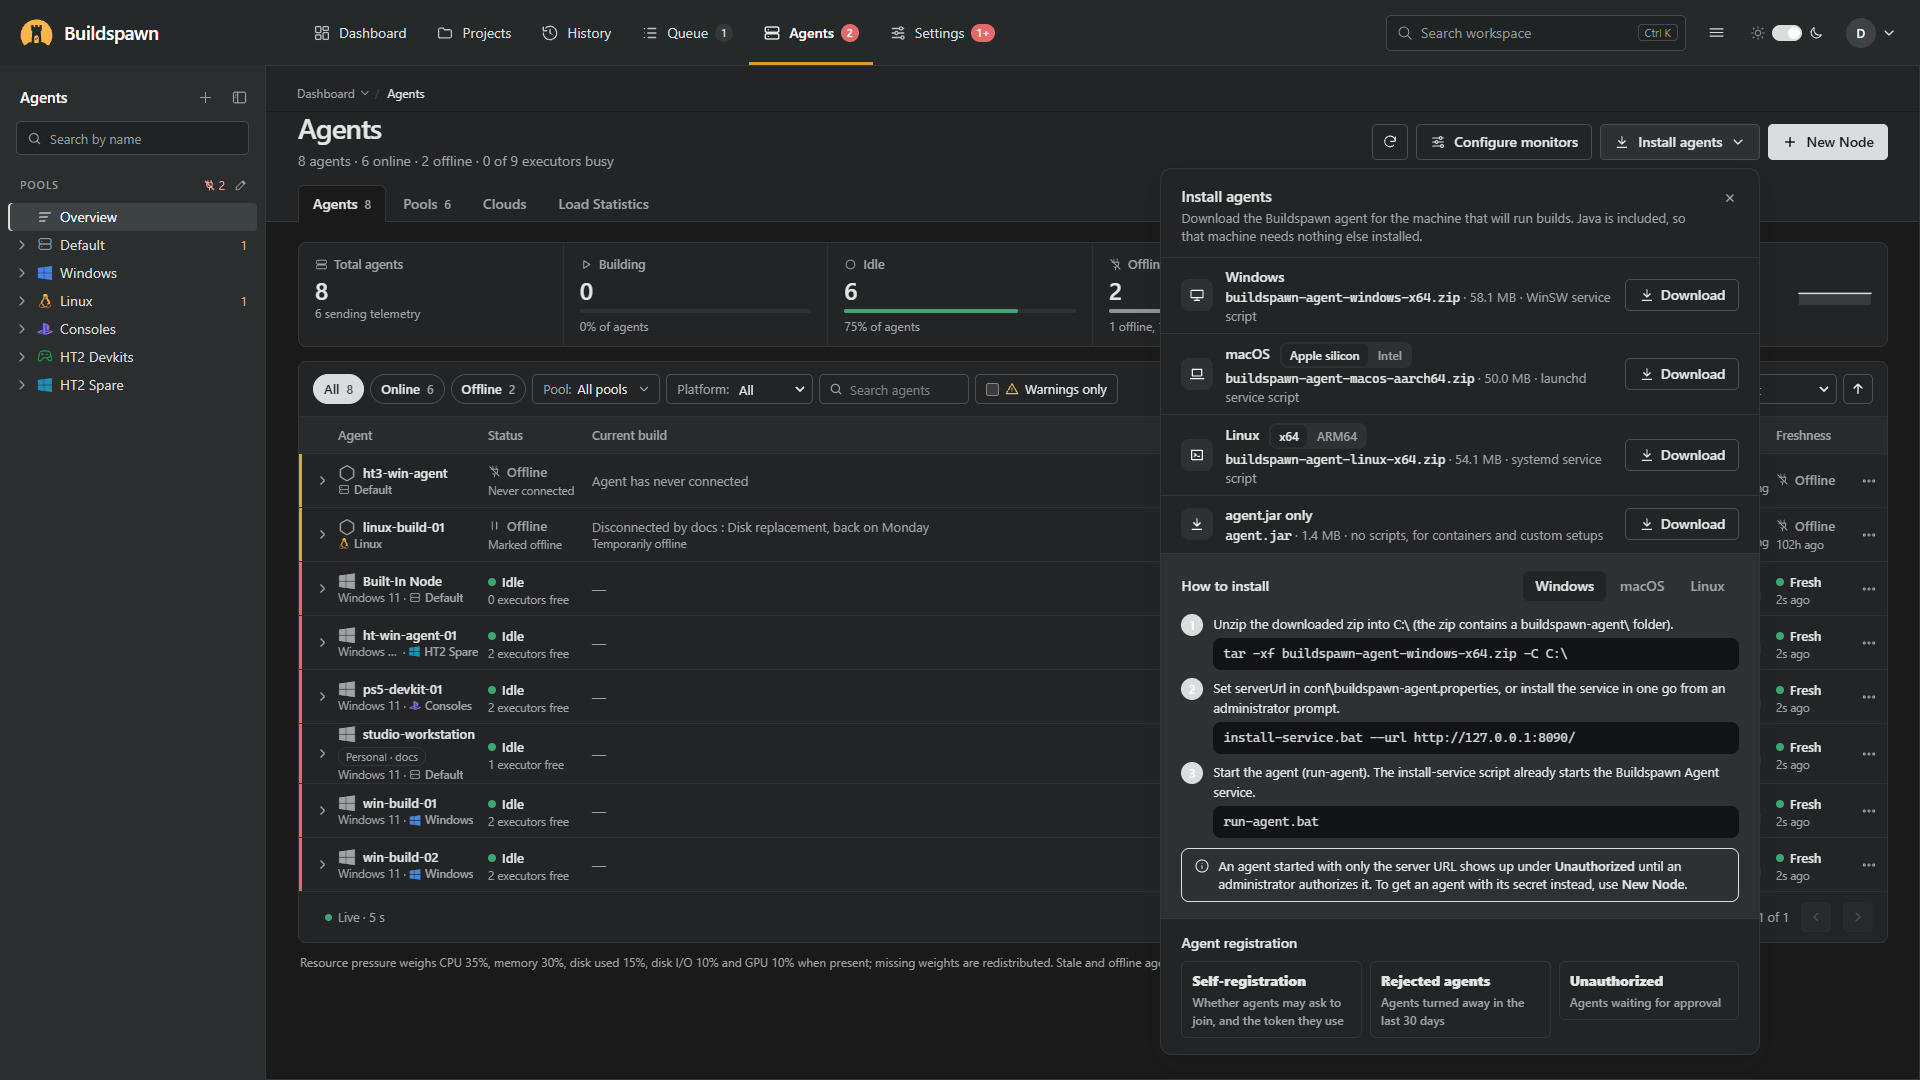 Buildspawn
Dashboard
Projects
History
Queue 1
Agents 2
Settings 1+
Search workspace
Ctrl K
D
Agents
Search by name
POOLS
2
Overview
Default 1
Windows
Linux 1
Consoles
HT2 Devkits
HT2 Spare
Dashboard / Agents
Agents
8 agents · 6 online · 2 offline · 0 of 9 executors busy
Configure monitors
Install agents
New Node
Agents 8
Pools 6
Clouds
Load Statistics
Total agents
8
6 sending telemetry
Building
0
0% of agents
Idle
6
75% of agents
2
1 offline,
All 8
Online 6
Offline 2
Pool: All pools
Platform: All
Search agents
Warnings only
Agent Status Current build Freshness
ht3-win-agent
Default
Offline
Never connected
Agent has never connected
Offline
linux-build-01
Linux
Offline
Marked offline
Disconnected by docs : Disk replacement, back on Monday
Temporarily offline
Offline
102h ago
Built-In Node
Windows 11 · Default
Idle
0 executors free
—
Fresh
2s ago
ht-win-agent-01
Windows ... · HT2 Spare
Idle
2 executors free
—
Fresh
2s ago
ps5-devkit-01
Windows 11 · Consoles
Idle
2 executors free
—
Fresh
2s ago
studio-workstation
Personal · docs
Windows 11 · Default
Idle
1 executor free
—
Fresh
2s ago
win-build-01
Windows 11 · Windows
Idle
2 executors free
—
Fresh
2s ago
win-build-02
Windows 11 · Windows
Idle
2 executors free
—
Fresh
2s ago
Live · 5 s
1 of 1
Resource pressure weighs CPU 35%, memory 30%, disk used 15%, disk I/O 10% and GPU 10% when present; missing weights are redistributed. Stale and offline
Install agents
Download the Buildspawn agent for the machine that will run builds. Java is included, so
that machine needs nothing else installed.
Windows
buildspawn-agent-windows-x64.zip · 58.1 MB · WinSW service
script
Download
macOS Apple silicon Intel
buildspawn-agent-macos-aarch64.zip · 50.0 MB · launchd
service script
Download
Linux x64 ARM64
buildspawn-agent-linux-x64.zip · 54.1 MB · systemd service
script
Download
agent.jar only
agent.jar · 1.4 MB · no scripts, for containers and custom setups
Download
How to install
Windows macOS Linux
1 Unzip the downloaded zip into C:\ (the zip contains a buildspawn-agent\ folder).
tar -xf buildspawn-agent-windows-x64.zip -C C:\
2 Set serverUrl in conf\buildspawn-agent.properties, or install the service in one go from an
administrator prompt.
install-service.bat --url http://127.0.0.1:8090/
3 Start the agent (run-agent). The install-service script already starts the Buildspawn Agent
service.
run-agent.bat
An agent started with only the server URL shows up under Unauthorized until an
administrator authorizes it. To get an agent with its secret instead, use New Node.
Agent registration
Self-registration
Whether agents may ask to
join, and the token they use
Rejected agents
Agents turned away in the
last 30 days
Unauthorized
Agents waiting for approval